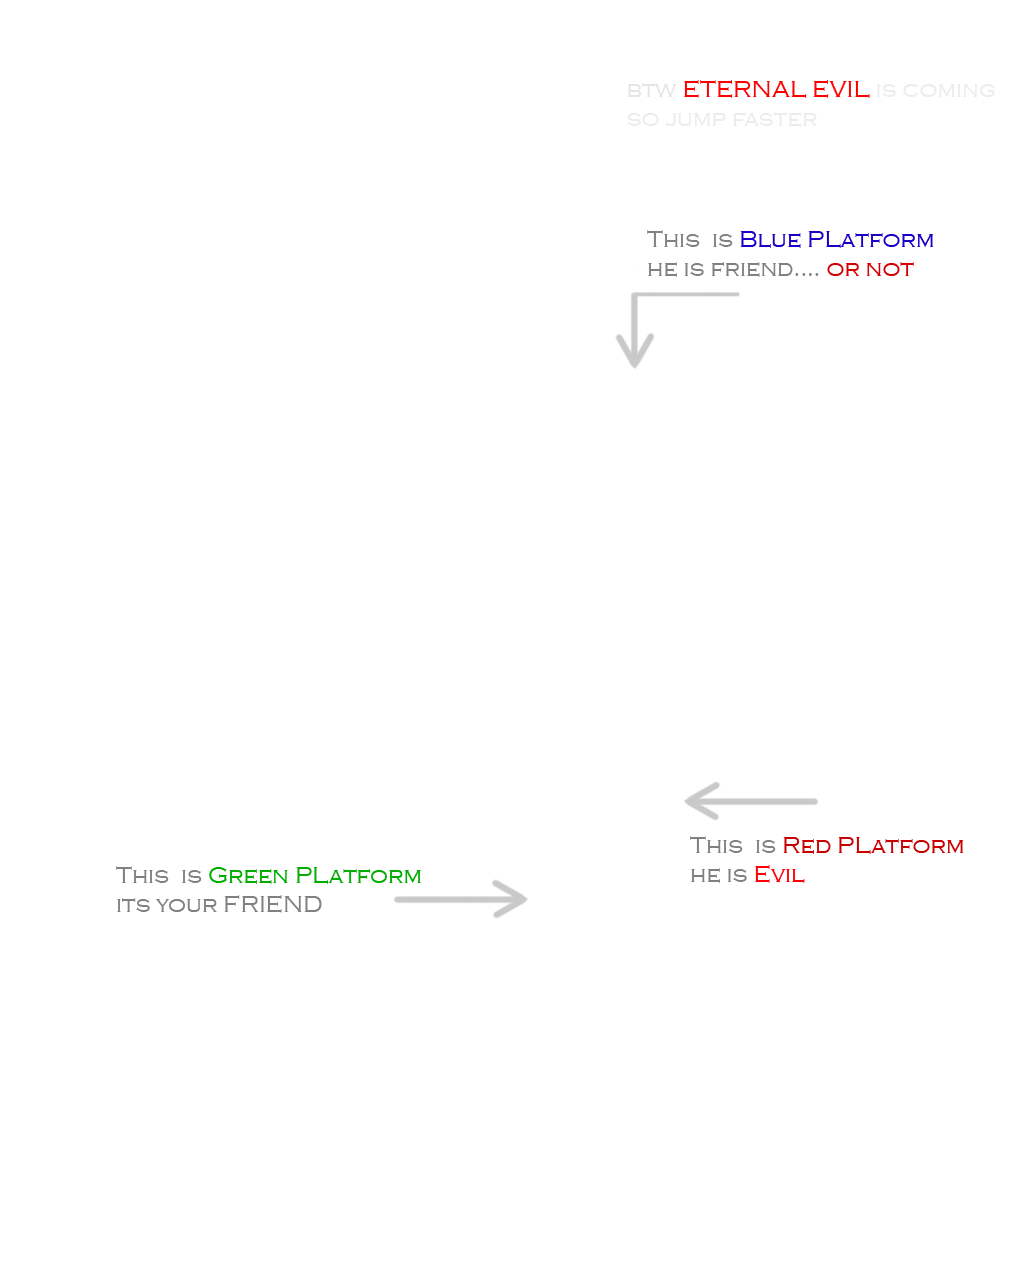 BTW ETERNAL EVIL IS COMING
SO JUMP FASTER
THIS IS BLUE PLATFORM
HE IS FRIEND.... OR NOT
THIS IS RED PLATFORM
HE IS EVIL
THIS IS GREEN PLATFORM
ITS YOUR FRIEND